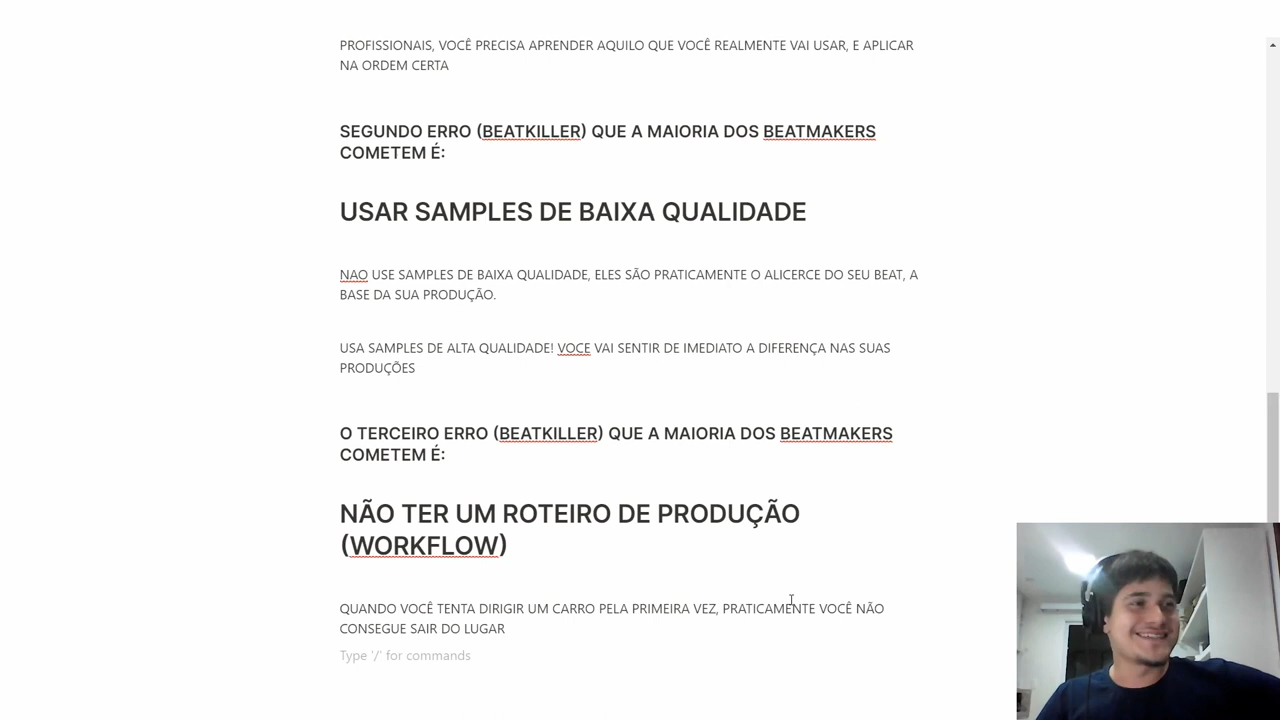 PROFISSIONAIS, VOCÊ PRECISA APRENDER AQUILO QUE VOCÊ REALMENTE VAI USAR, E APLICAR
NA ORDEM CERTA
SEGUNDO ERRO (BEATKILLER) QUE A MAIORIA DOS BEATMAKERS
COMETEM É:
USAR SAMPLES DE BAIXA QUALIDADE
NAO USE SAMPLES DE BAIXA QUALIDADE, ELES SÃO PRATICAMENTE O ALICERCE DO SEU BEAT, A
BASE DA SUA PRODUÇÃO.
USA SAMPLES DE ALTA QUALIDADE! VOCE VAI SENTIR DE IMEDIATO A DIFERENÇA NAS SUAS
PRODUÇÕES
O TERCEIRO ERRO (BEATKILLER) QUE A MAIORIA DOS BEATMAKERS
COMETEM É:
NÃO TER UM ROTEIRO DE PRODUÇÃO
(WORKFLOW)
QUANDO VOCÊ TENTA DIRIGIR UM CARRO PELA PRIMEIRA VEZ, PRATICAMENTE VOCÊ NÃO
CONSEGUE SAIR DO LUGAR
Type '/' for commands